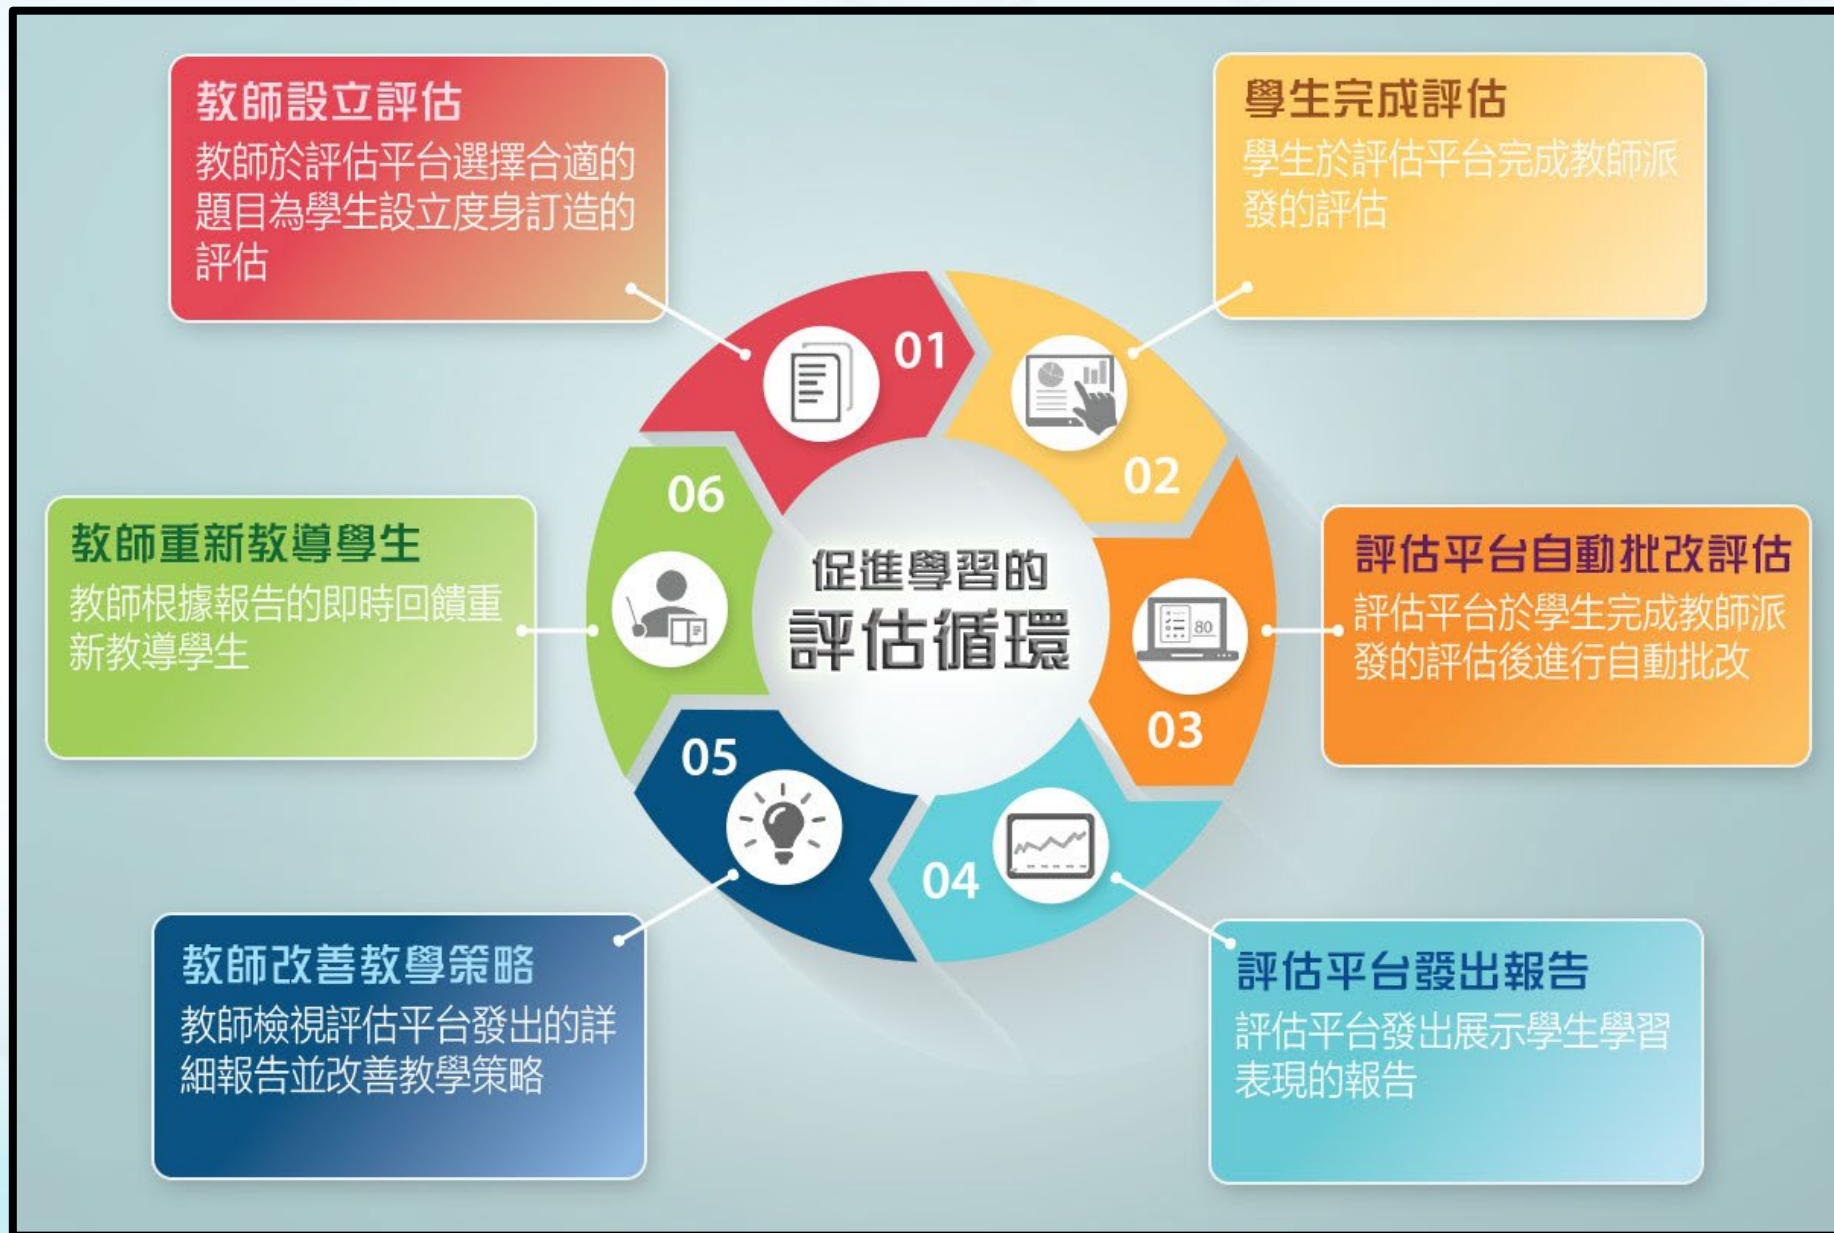 教師設立評估
教師於評估平台選擇合適的
題目為學生設立度身訂造的
評估
學生完成評估
學生於評估平台完成教師派
發的評估
01
02
06
促進學習的
評估循環
教師重新教導學生
教師根據報告的即時回饋重
新教導學生
評估平台自動批改評估
評估平台於學生完成教師派
發的評估後進行自動批改
80
03
05
04
教師改善教學策略
教師檢視評估平台發出的詳
細報告並改善教學策略
評估平台發出報告
評估平台發出展示學生學習
表現的報告